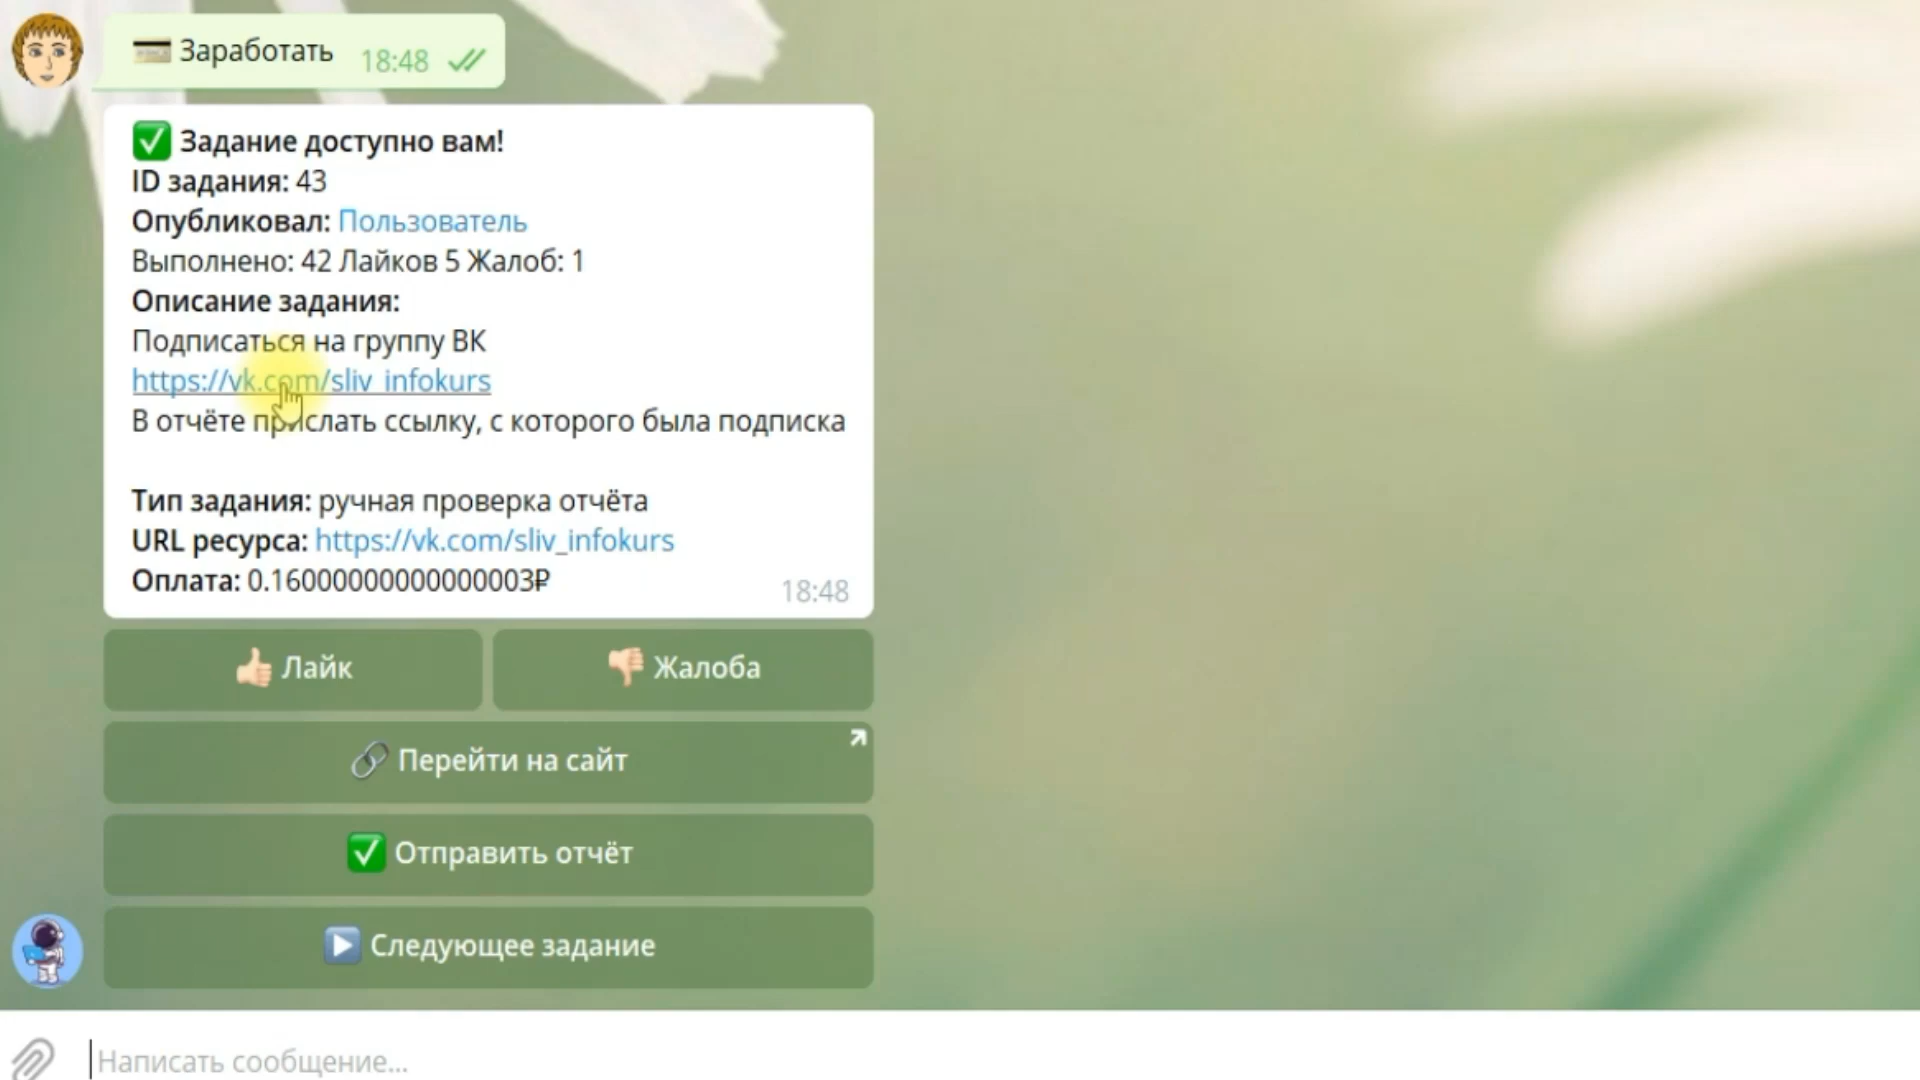 💳 Заработать 18:48
✅ Задание доступно вам!
ID задания: 43
Опубликовал: Пользователь
Выполнено: 42 Лайков 5 Жалоб: 1
Описание задания:
Подписаться на группу ВК
https://vk.com/sliv_infokurs
В отчёте прислать ссылку, с которого была подписка
Тип задания: ручная проверка отчёта
URL ресурса: https://vk.com/sliv_infokurs
Оплата: 0.16000000000000003₽
18:48
👍🏻 Лайк
👎🏻 Жалоба
🔗 Перейти на сайт
✅ Отправить отчёт
▶️ Следующее задание
Написать сообщение...